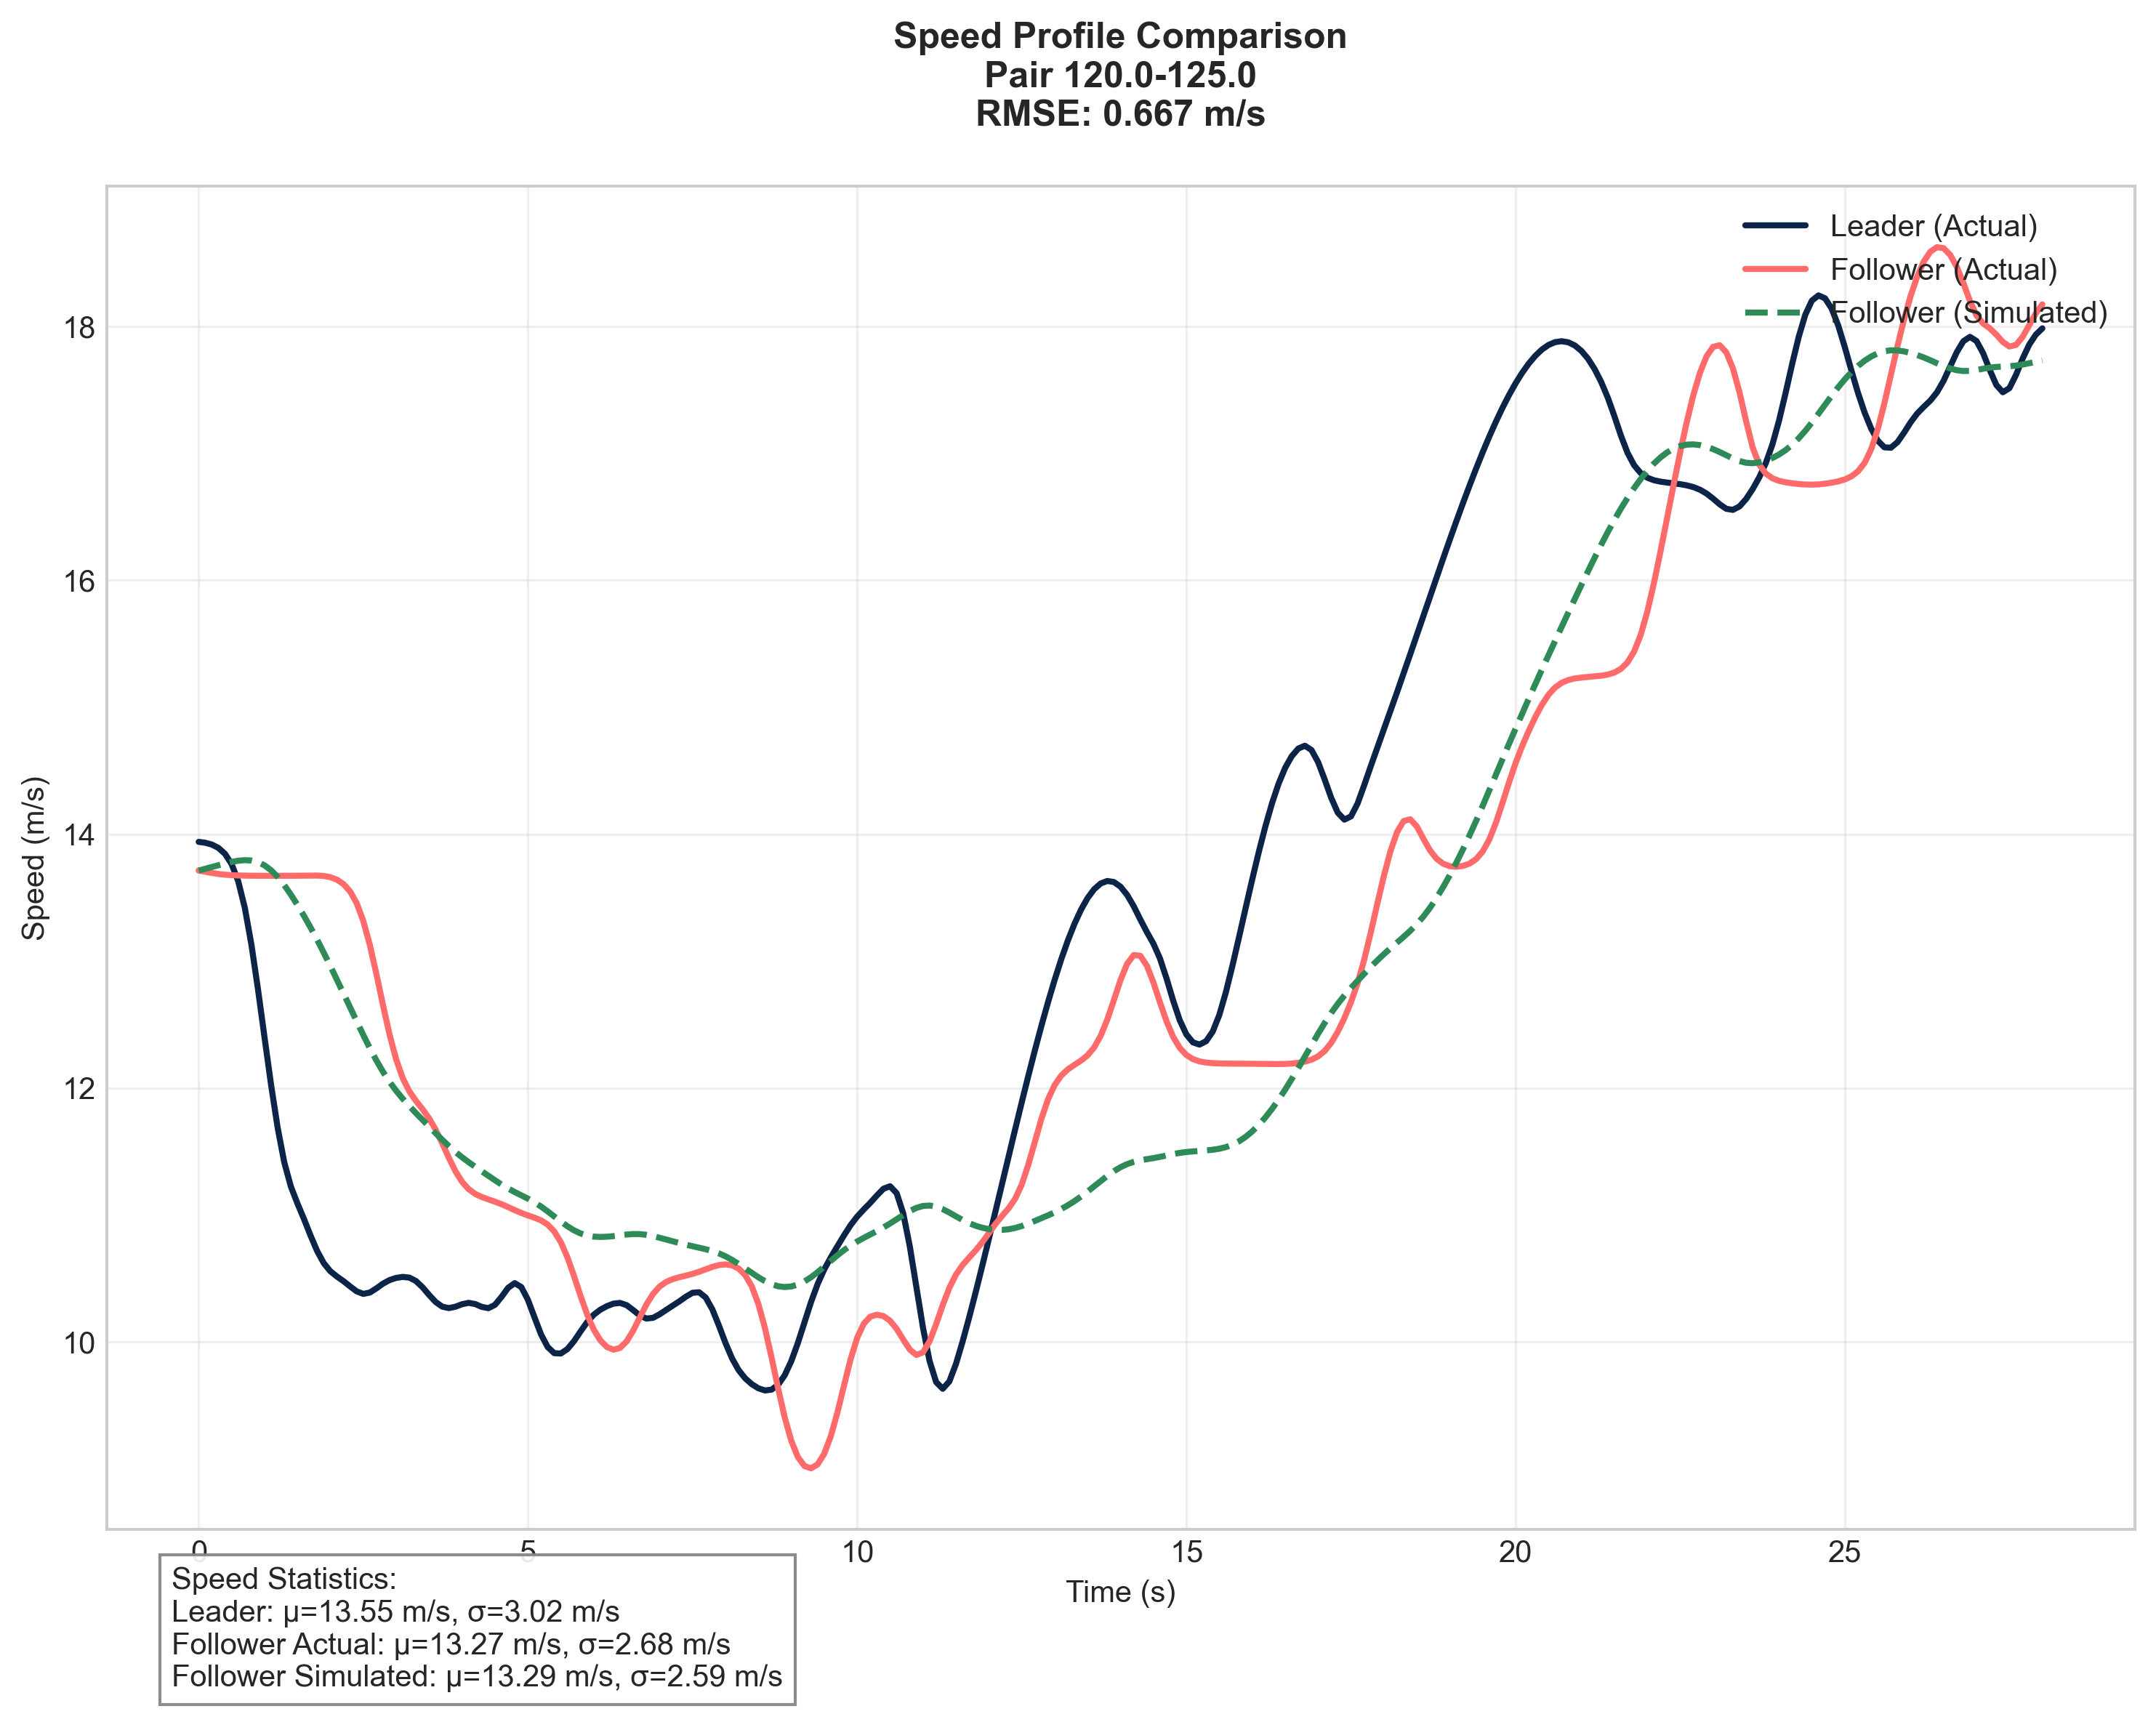 Speed Profile Comparison
Pair 120.0-125.0
RMSE: 0.667 m/s
Leader (Actual)
Follower (Actual)
Follower (Simulated)
Speed (m/s)
18
16
14
12
10
0
5
10
15
20
25
Time (s)
Speed Statistics:
Leader: μ=13.55 m/s, σ=3.02 m/s
Follower Actual: μ=13.27 m/s, σ=2.68 m/s
Follower Simulated: μ=13.29 m/s, σ=2.59 m/s